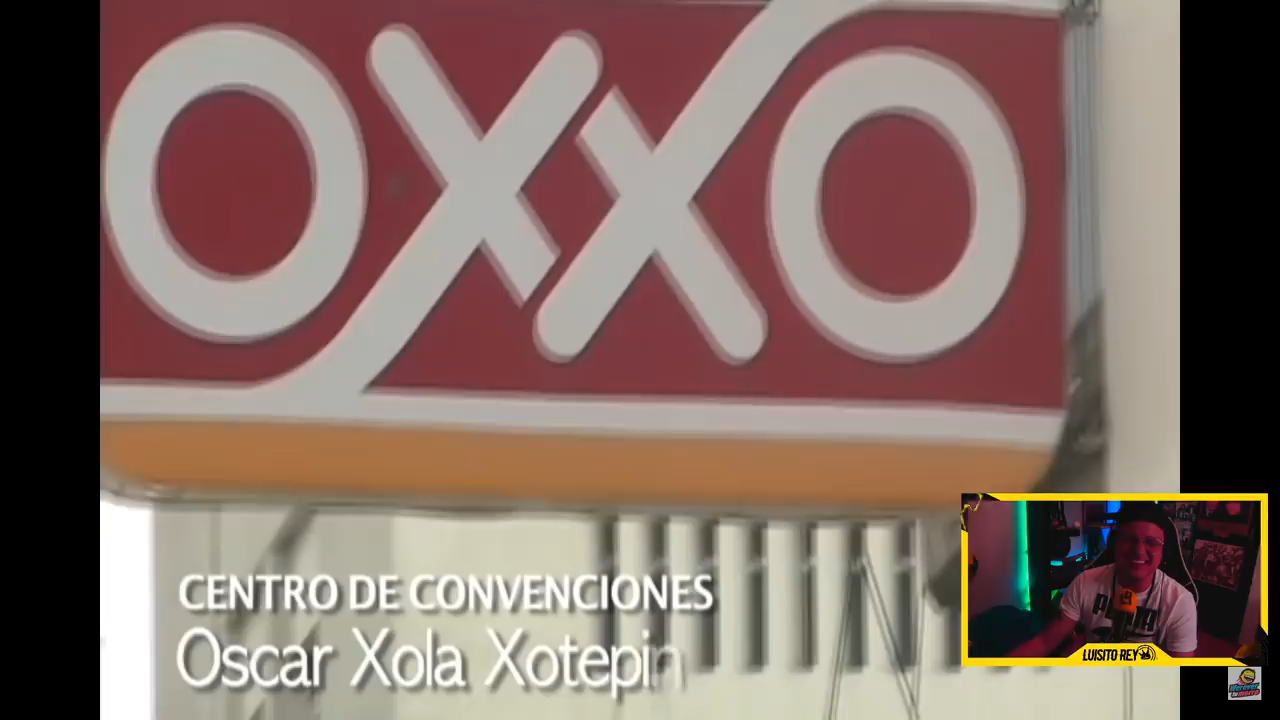 OXXO
CENTRO DE CONVENCIONES
Oscar Xola Xotepin
LUISITO REY